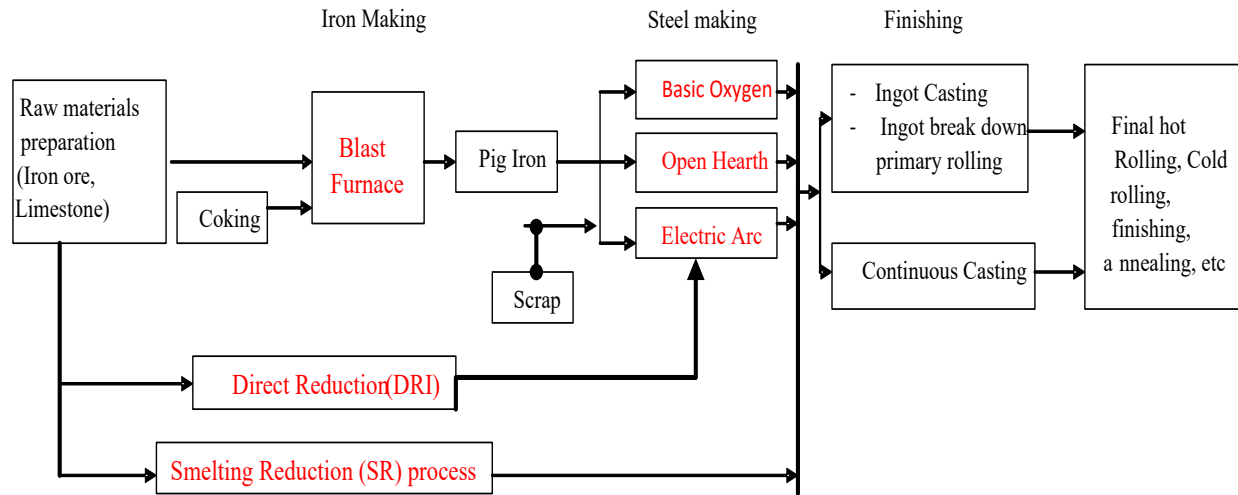 Iron Making
Steel making
Finishing
Raw materials
preparation
(Iron ore,
Limestone)
Coking
Blast
Furnace
Pig Iron
Scrap
Basic Oxygen
Open Hearth
Electric Arc
- Ingot Casting
- Ingot break down
primary rolling
Continuous Casting
Final hot
Rolling, Cold
rolling,
finishing,
a nnealing, etc
Direct Reduction(DRI)
Smelting Reduction (SR) process